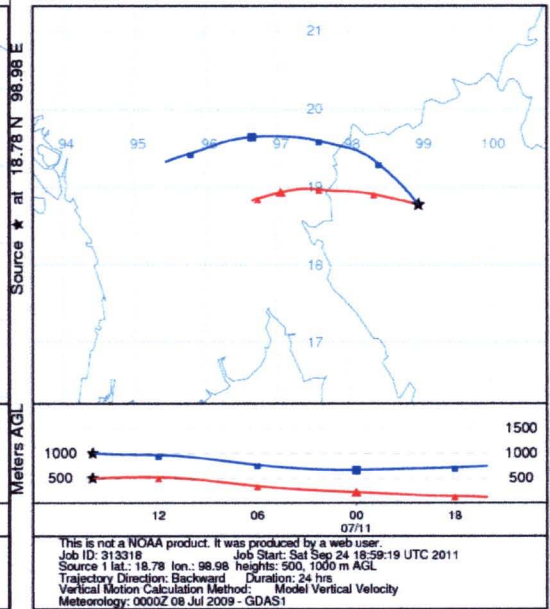 Source ★ at 18.78 N 98.98 E
21
20
94 95 96 97 98 99 100
19
18
17
Meters AGL
1500
1000 1000
500 500
12 06 00 18
07/11
This is not a NOAA product. It was produced by a web user.
Job ID: 313318 Job Start: Sat Sep 24 18:59:19 UTC 2011
Source 1 lat.: 18.78 lon.: 98.98 heights: 500, 1000 m AGL
Trajectory Direction: Backward Duration: 24 hrs
Vertical Motion Calculation Method: Model Vertical Velocity
Meteorology: 0000Z 08 Jul 2009 - GDAS1